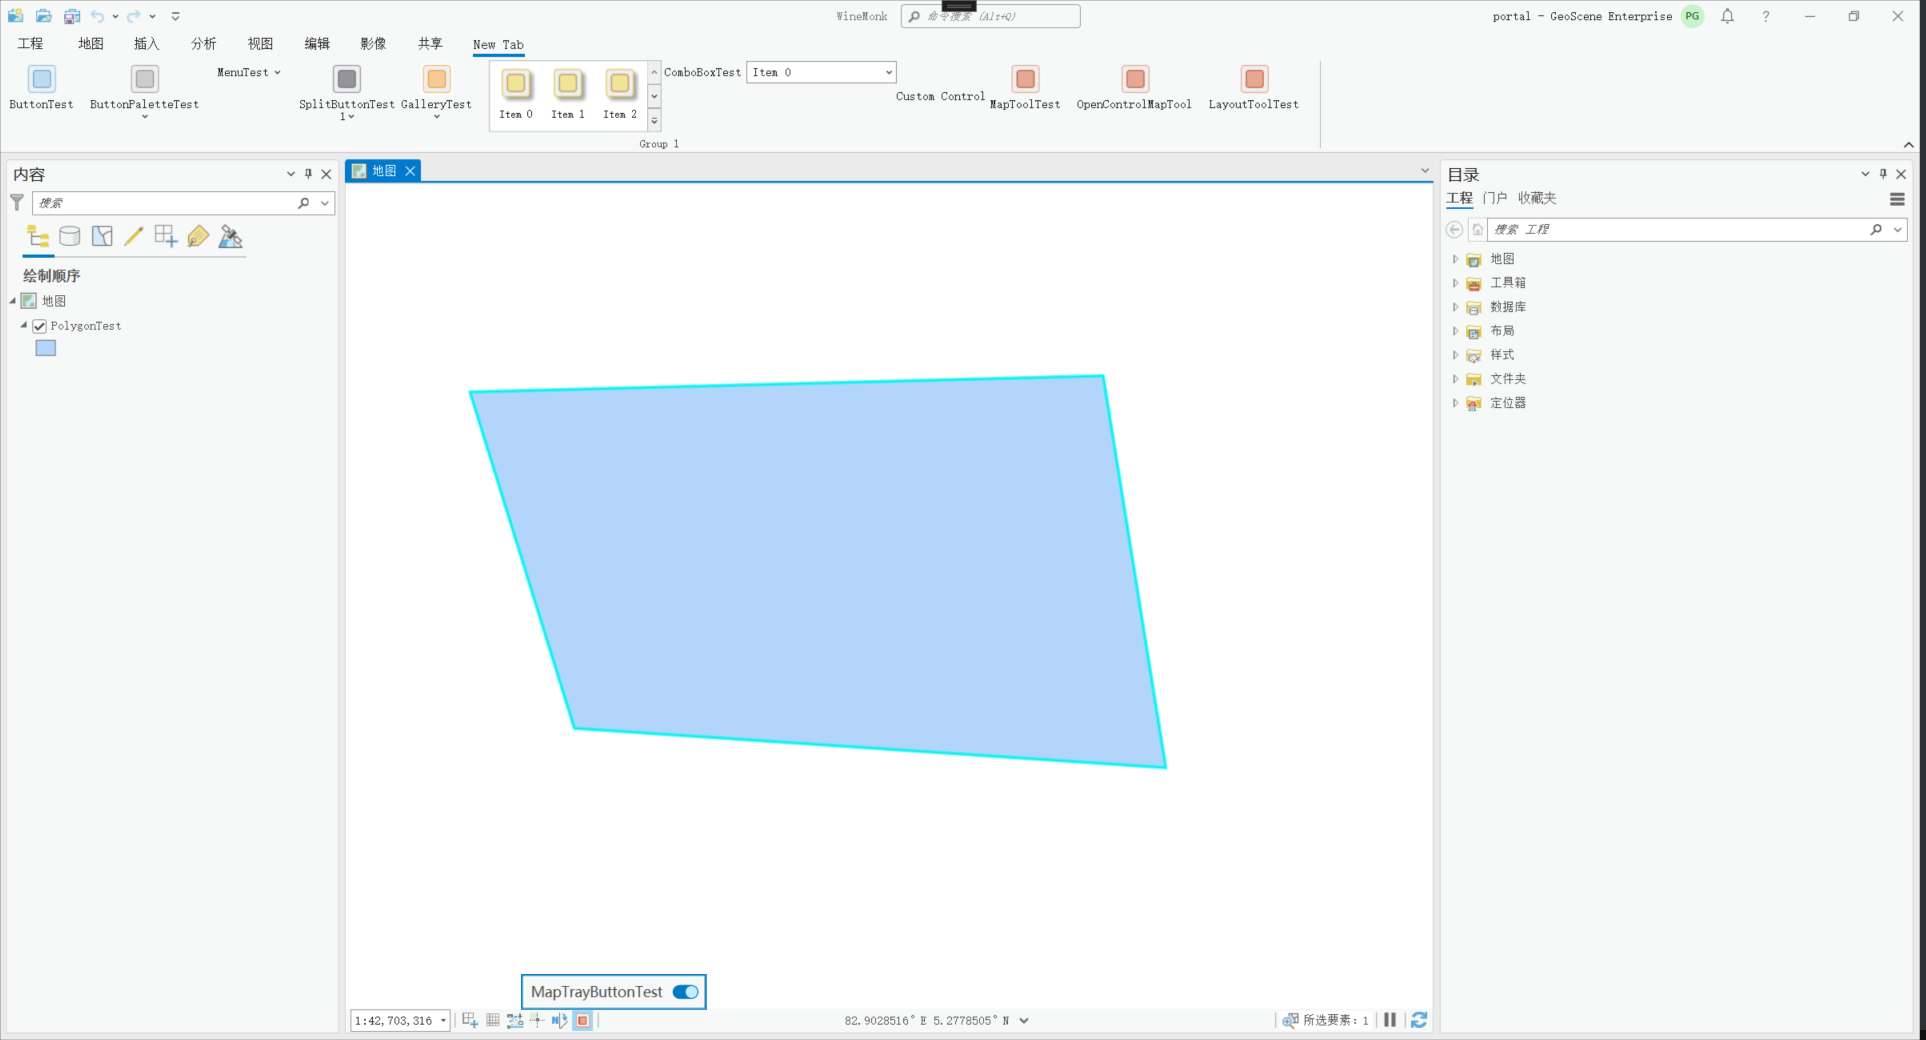 WineMonk
命令搜索 (Alt+Q)
portal - GeoScene Enterprise
PG
工程 地图 插入 分析 视图 编辑 影像 共享 New Tab
ButtonTest
ButtonPaletteTest
MenuTest
SplitButtonTest
1
GalleryTest
Item 0
Item 1
Item 2
ComboBoxTest
Item 0
Custom Control
MapToolTest
OpenControlMapTool
LayoutToolTest
Group 1
内容
搜索
绘制顺序
地图
PolygonTest
地图
MapTrayButtonTest
1:42,703,316
82.9028516°E 5.2778505°N
所选要素: 1
目录
工程 门户 收藏夹
搜索 工程
地图
工具箱
数据库
布局
样式
文件夹
定位器